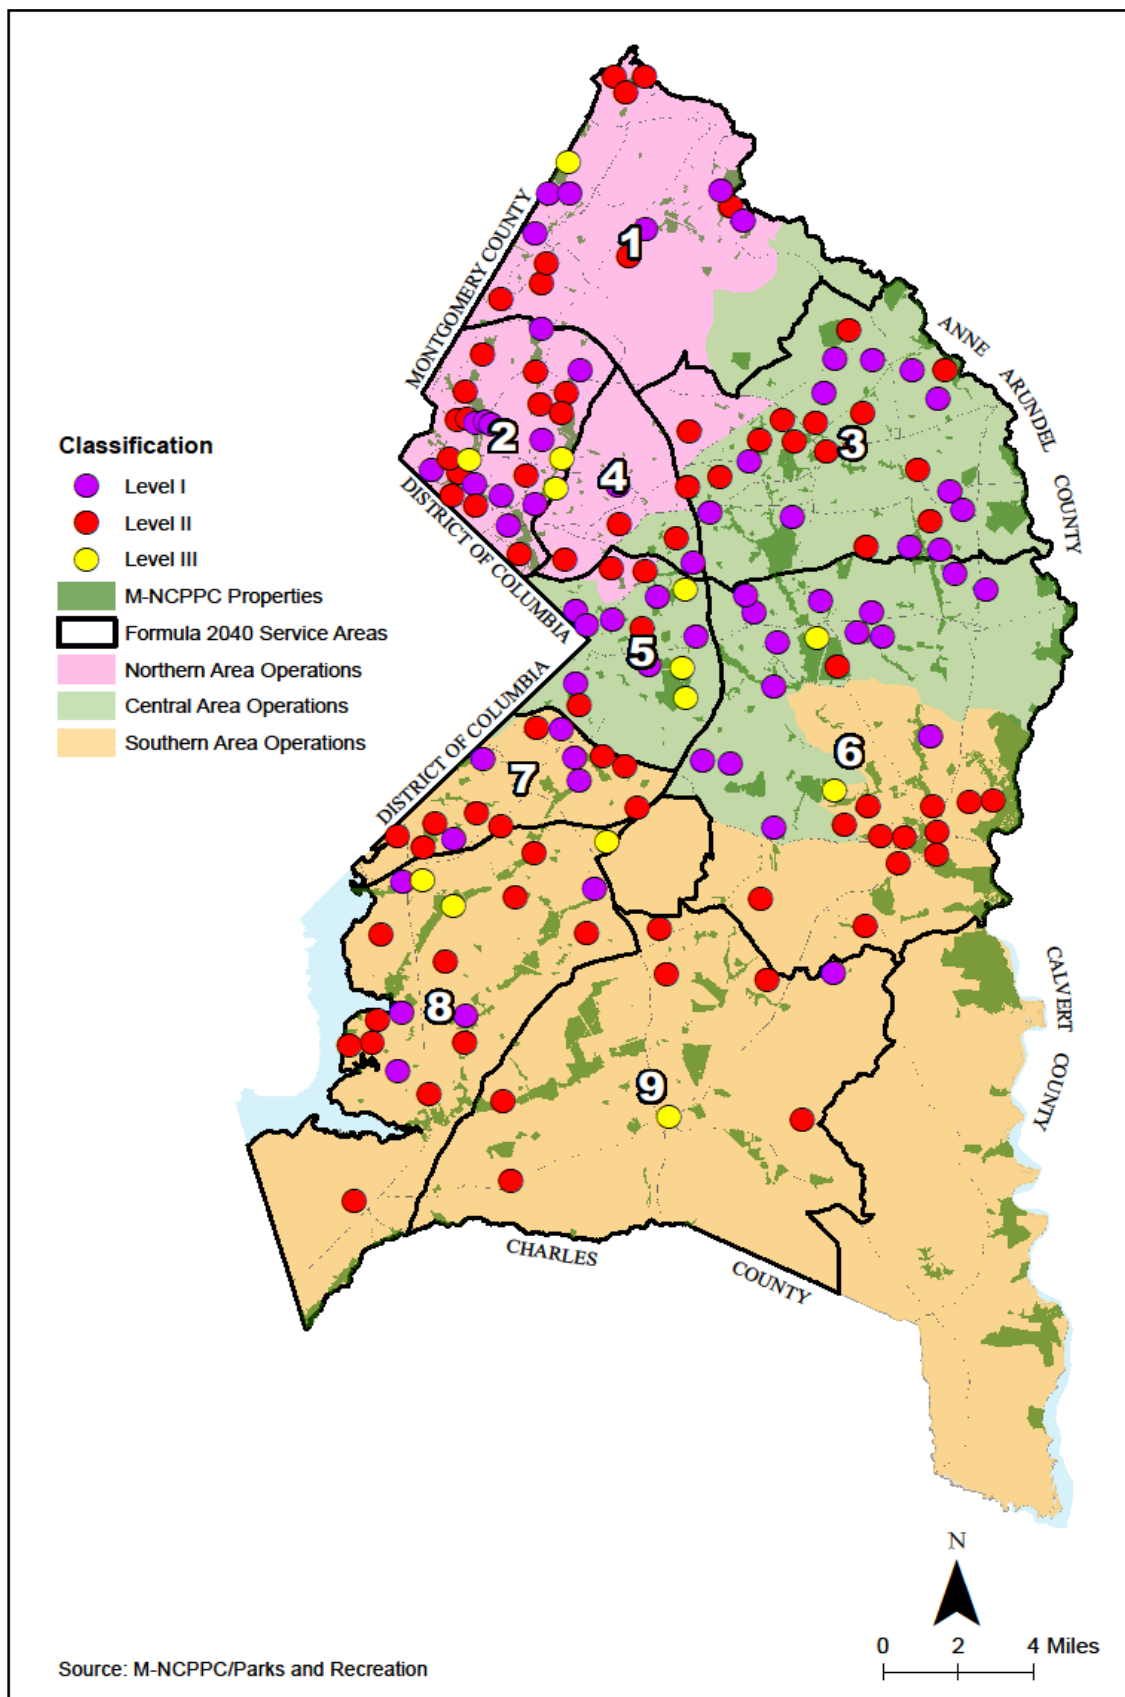 MONTGOMERY COUNTY
1
ANNE
ARUNDEL
COUNTY
2
3
4
Classification
Level I
Level II
Level III
M-NCPPC Properties
Formula 2040 Service Areas
Northern Area Operations
Central Area Operations
Southern Area Operations
DISTRICT OF COLUMBIA
5
DISTRICT OF COLUMBIA
6
7
8
CALVERT
COUNTY
9
CHARLES
COUNTY
N
0 2 4 Miles
Source: M-NCPPC/Parks and Recreation